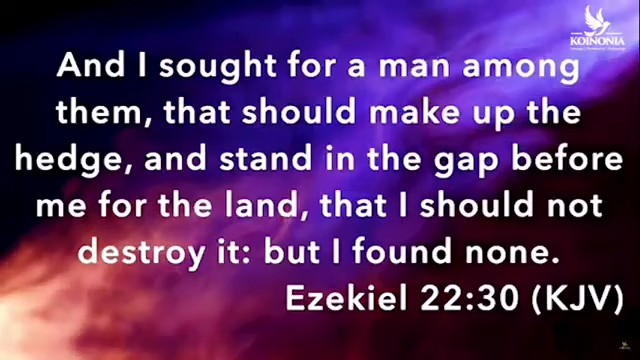 KOINONIA
And I sought for a man among
them, that should make up the
hedge, and stand in the gap before
me for the land, that I should not
destroy it: but I found none.
Ezekiel 22:30 (KJV)